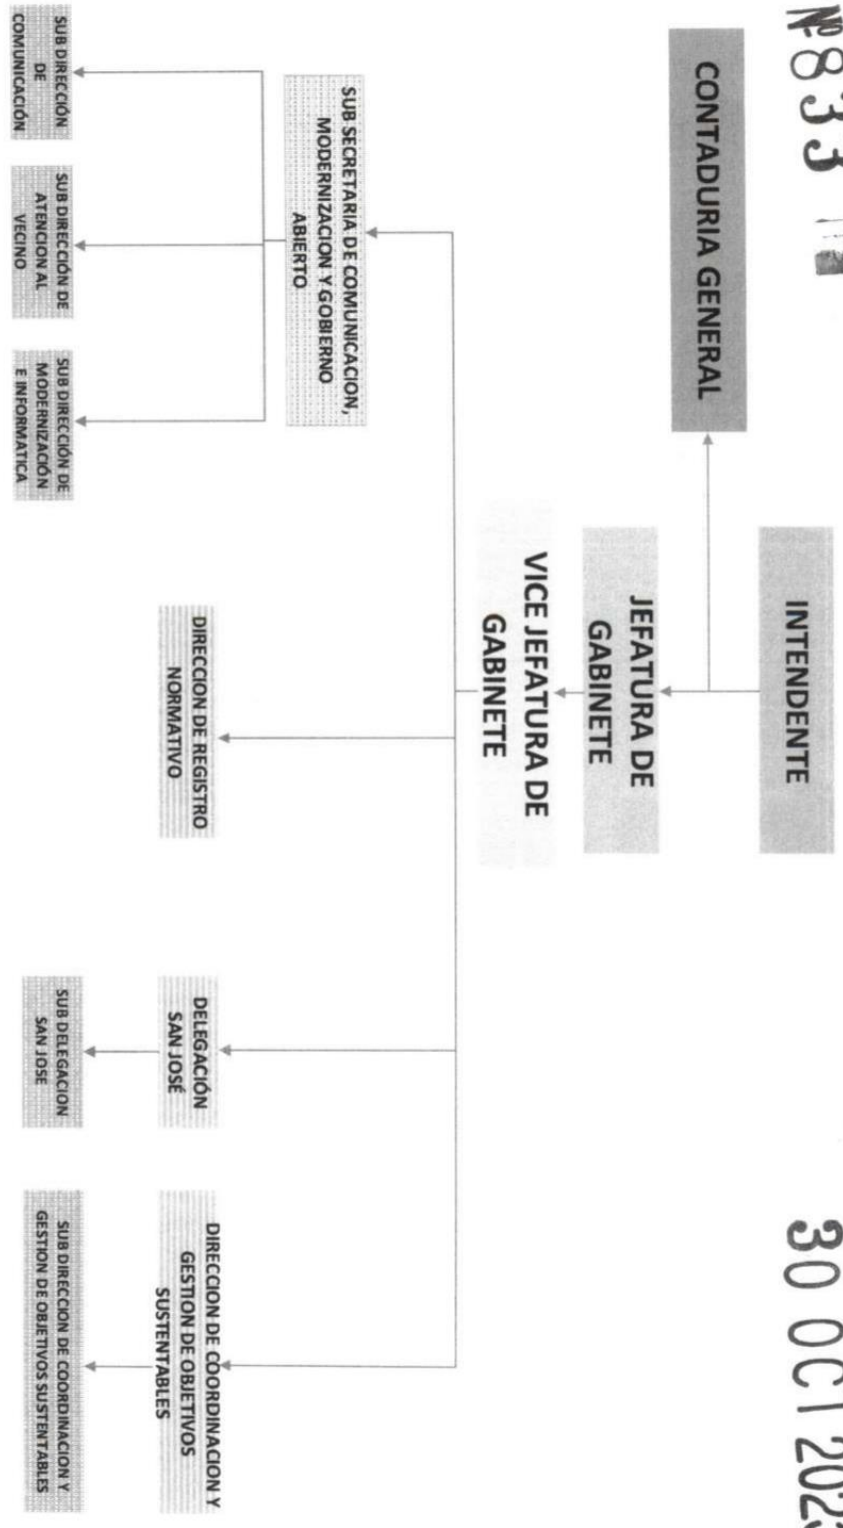 Nº 833
30 OCT 202
INTENDENTE
CONTADURIA GENERAL
JEFATURA DE
GABINETE
VICE JEFATURA DE
GABINETE
SUB SECRETARIA DE COMUNICACION,
MODERNIZACION Y GOBIERNO
ABIERTO
DIRECCION DE REGISTRO
NORMATIVO
DELEGACIÓN
SAN JOSÉ
DIRECCION DE COORDINACION Y
GESTION DE OBJETIVOS
SUSTENTABLES
SUB DIRECCIÓN
DE
COMUNICACIÓN
SUB DIRECCIÓN DE
ATENCION AL
VECINO
SUB DIRECCIÓN DE
MODERNIZACIÓN
E INFORMATICA
SUB DELEGACION
SAN JOSE
SUB DIRECCION DE COORDINACION Y
GESTION DE OBJETIVOS SUSTENTABLES